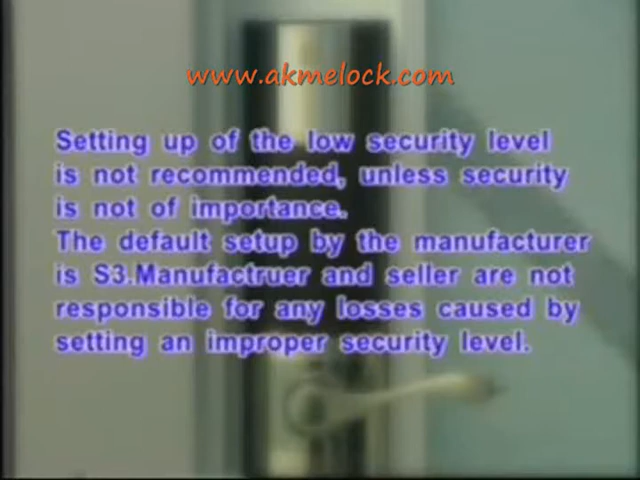 www.akmelock.com
Setting up of the low security level
is not recommended, unless security
is not of importance.
The default setup by the manufacturer
is S3.Manufactruer and seller are not
responsible for any losses caused by
setting an improper security level.